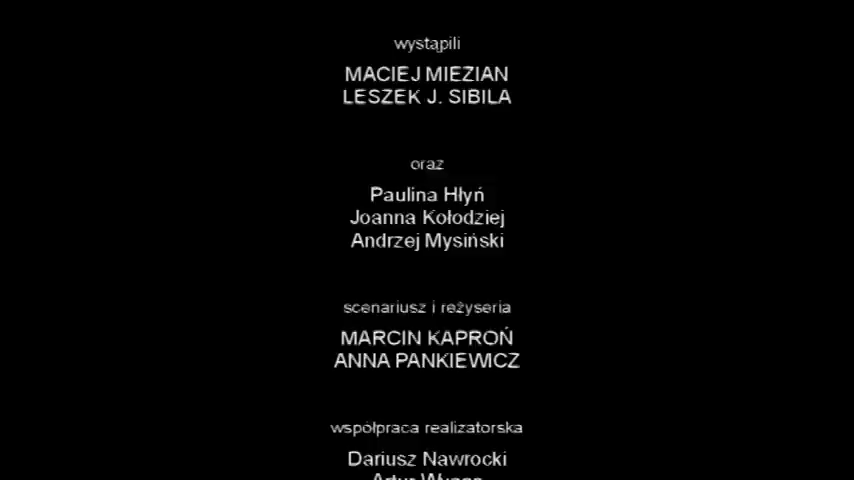 wystąpili
MACIEJ MIEZIAN
LESZEK J. SIBILA
oraz
Paulina Hłyń
Joanna Kołodziej
Andrzej Mysiński
scenariusz i reżyseria
MARCIN KAPROŃ
ANNA PANKIEWICZ
współpraca realizatorska
Dariusz Nawrocki
Artur